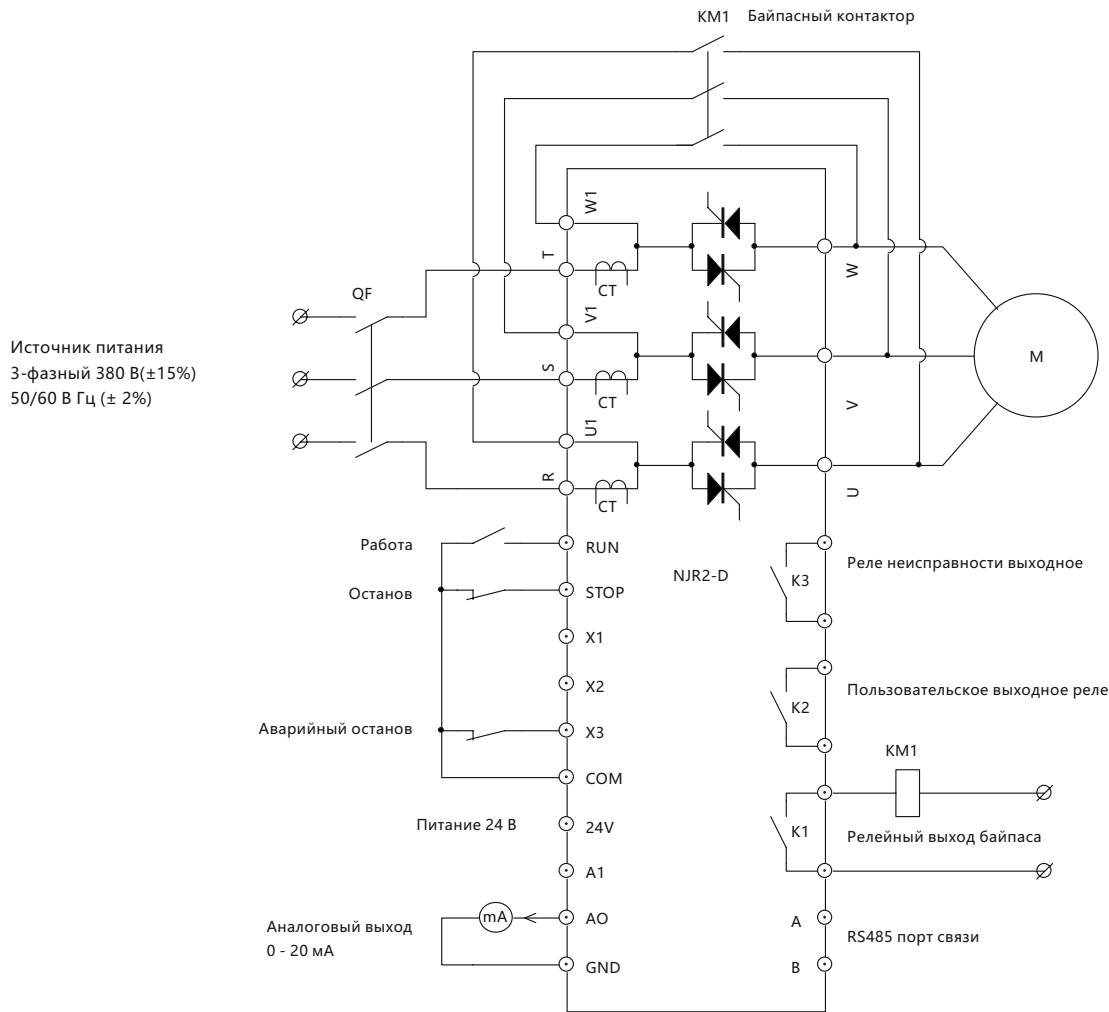 KM1 Байпасный контактор
W1
T
CT
W
QF
V1
S
CT
V
M
Источник питания
3-фазный 380 В(±15%)
50/60 В Гц (± 2%)
U1
R
CT
U
Работа
RUN
NJR2-D
K3
Реле неисправности выходное
Останов
STOP
X1
X2
K2
Пользовательское выходное реле
Аварийный останов
X3
KM1
COM
Питание 24 В
24V
K1
Релейный выход байпаса
A1
Аналоговый выход
0 - 20 мА
mA
AO
A
RS485 порт связи
GND
B